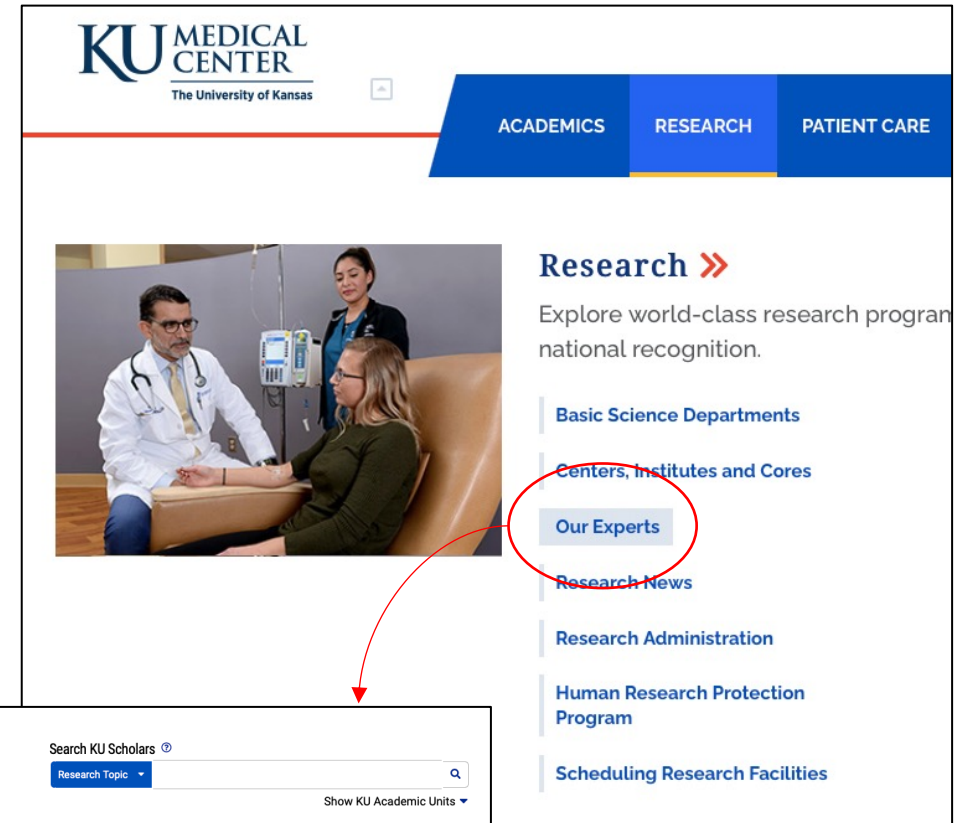 KU MEDICAL
CENTER
The University of Kansas
ACADEMICS RESEARCH PATIENT CARE
Research
Explore world-class research program
national recognition.
Basic Science Departments
Centers, Institutes and Cores
Our Experts
Research News
Research Administration
Human Research Protection
Program
Scheduling Research Facilities
Search KU Scholars ?
Research Topic
Show KU Academic Units